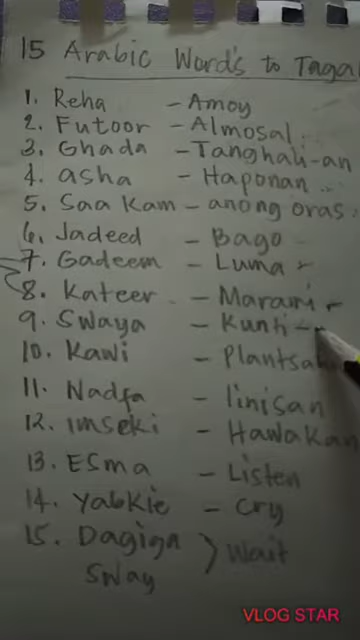 15 Arabic Word's to Taga
1. Reha - Amoy
2. Futoor - Almosal
3. Ghada - Tanghali-an
4. asha - Haponan
5. Saa Kam - anong oras
6. Jadeed - Bago
7. Gadeem - Luma
8. Kateer - Marami
9. Swaya - Kunti
10. Kawi - Plantsah
11. Nadfa - linisan
12. imseki - Hawakan
13. ESma - Listen
14. Yabkie - Cry
15. Dagiga > Wait
Sway
VLOG STAR